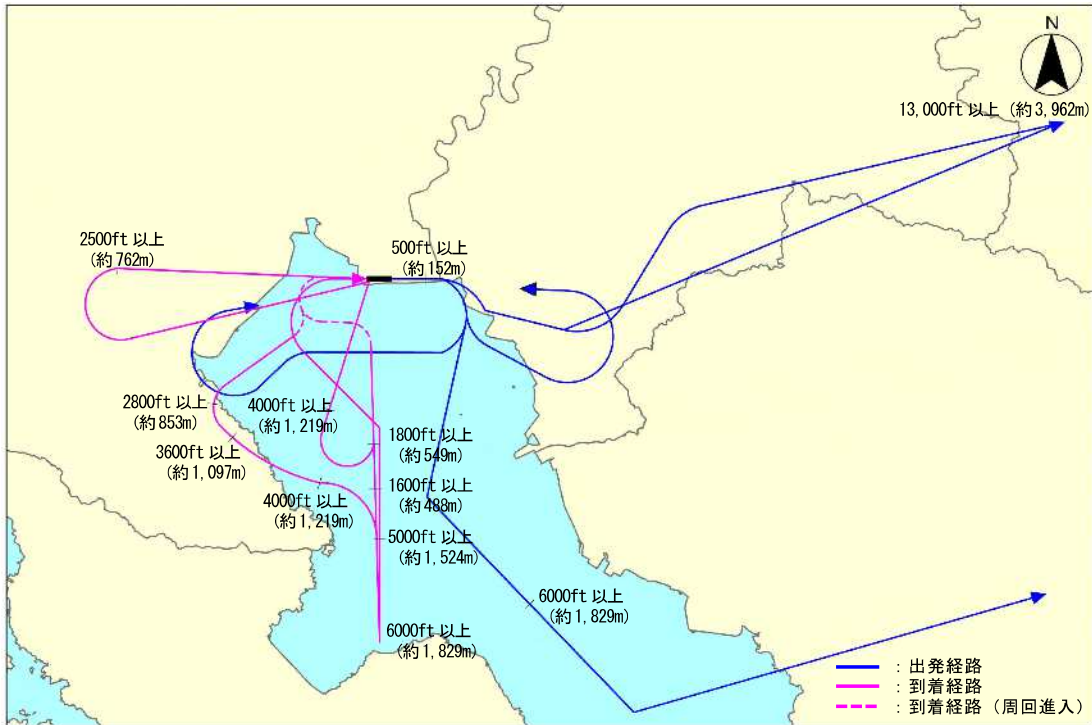 N
13,000ft 以上 (約3,962m)
2500ft 以上
(約762m)
500ft 以上
(約152m)
2800ft 以上
(約853m)
4000ft 以上
(約1,219m)
3600ft 以上
(約1,097m)
1800ft 以上
(約549m)
4000ft 以上
(約1,219m)
1600ft 以上
(約488m)
5000ft 以上
(約1,524m)
6000ft 以上
(約1,829m)
6000ft 以上
(約1,829m)
:出発経路
:到着経路
:到着経路(周回進入)